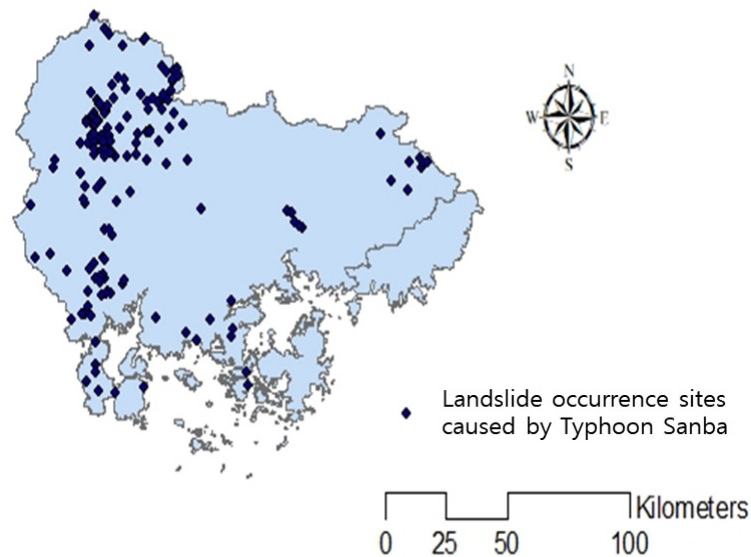 N
W E
S
Landslide occurrence sites
caused by Typhoon Sanba
Kilometers
0 25 50 100